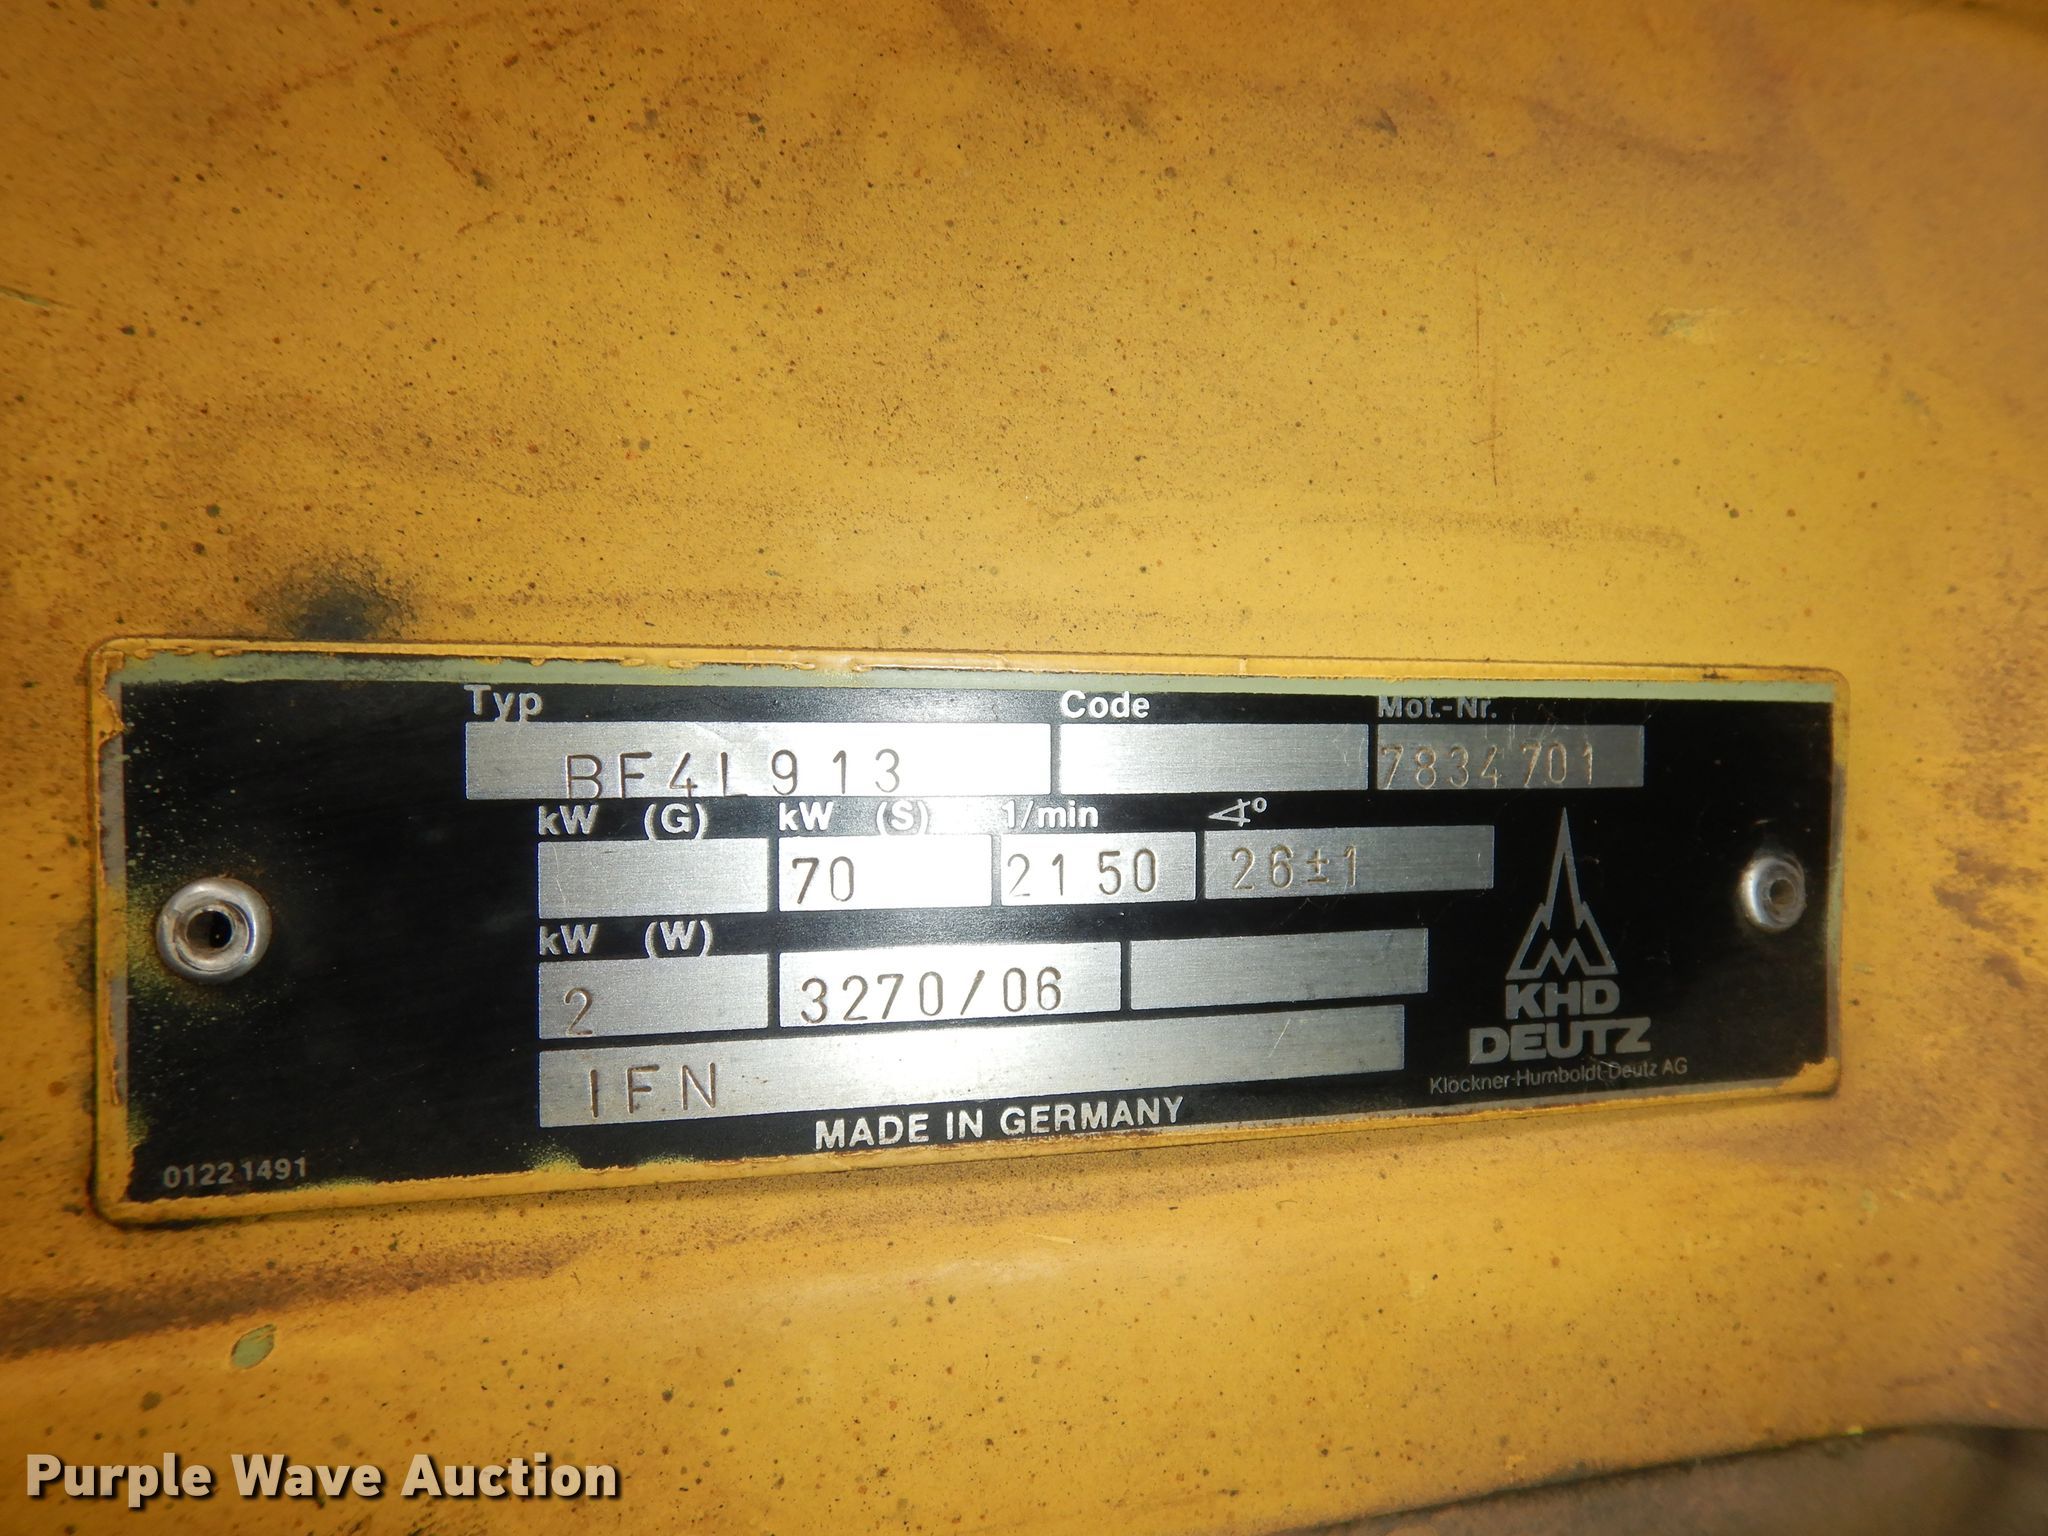 Typ Code Mot.-Nr.
BF4L913 7834701
kW (G) kW (S) 1/min ∢°
70 2150 26±1
kW (W)
2 3270/06
IFN
KHD
DEUTZ
Klöckner-Humboldt-Deutz AG
MADE IN GERMANY
0122 1491
Purple Wave Auction